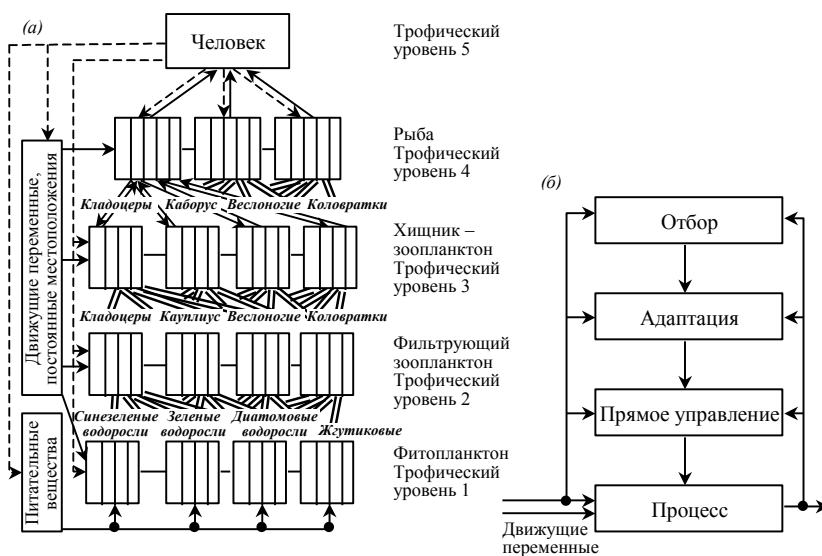 (а)
Человек
Трофический
уровень 5
Движущие переменные,
постоянные местоположения
Рыба
Трофический
уровень 4
Кладоцеры Каборус Веслоногие Коловратки
Хищник –
зоопланктон
Трофический
уровень 3
Кладоцеры Кауплиус Веслоногие Коловратки
Фильтрующий
зоопланктон
Трофический
уровень 2
Синезеленые водоросли
Зеленые водоросли
Диатомовые водоросли
Жгутиковые
Питательные
вещества
Фитопланктон
Трофический
уровень 1
(б)
Отбор
Адаптация
Прямое управление
Процесс
Движущие
переменные